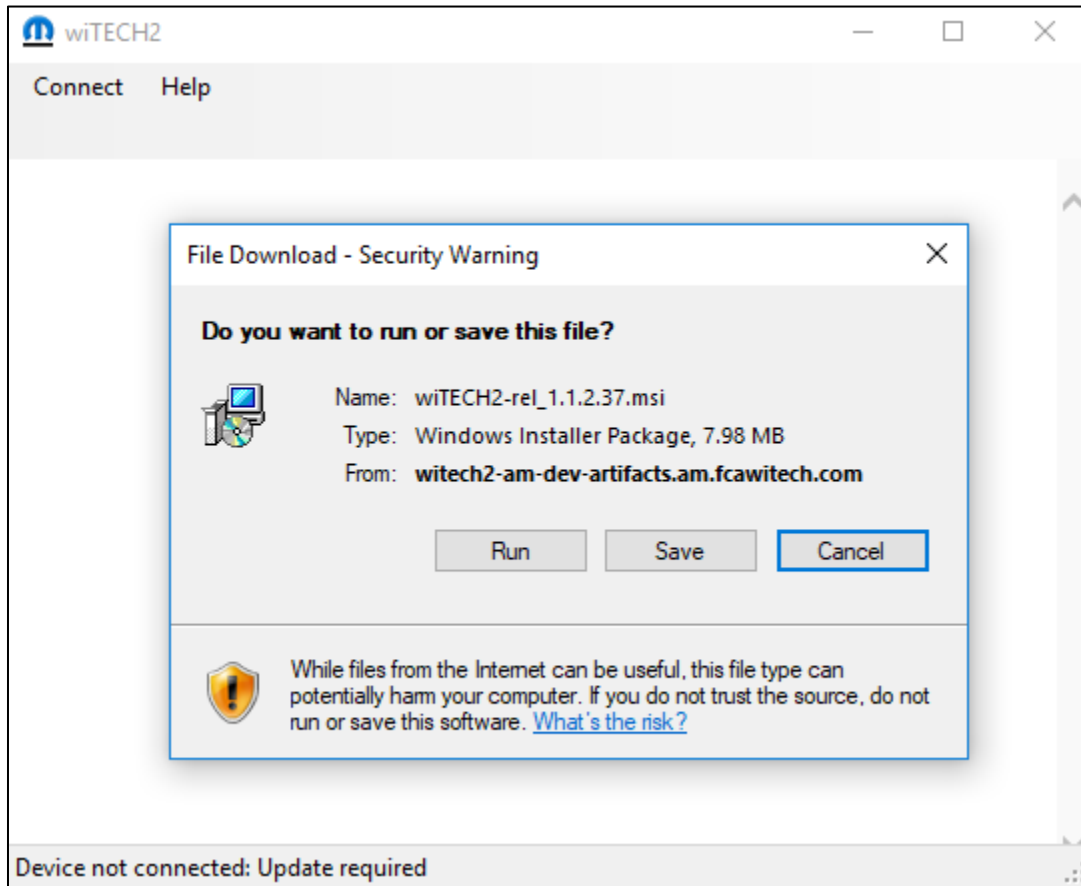 wiTECH2
Connect Help
File Download - Security Warning
Do you want to run or save this file?
Name: wiTECH2-rel_1.1.2.37.msi
Type: Windows Installer Package, 7.98 MB
From: witech2-am-dev-artifacts.am.fcawitech.com
Run Save Cancel
While files from the Internet can be useful, this file type can
potentially harm your computer. If you do not trust the source, do not
run or save this software. What's the risk?
Device not connected: Update required